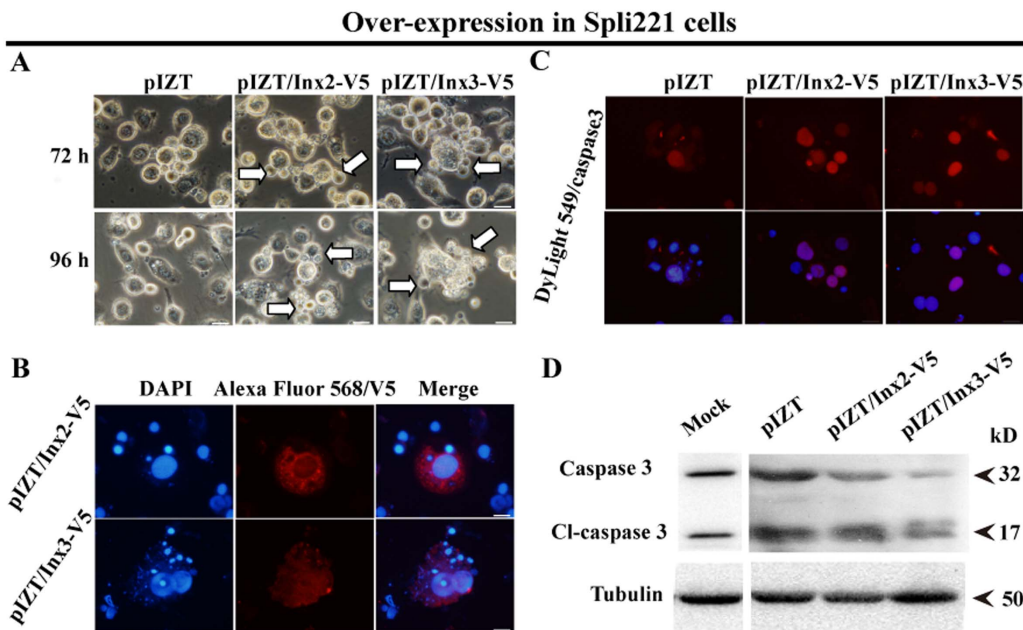 Over-expression in Spli221 cells
A
pIZT pIZT/Inx2-V5 pIZT/Inx3-V5
72 h
96 h
B
DAPI Alexa Fluor 568/V5 Merge
pIZT/Inx2-V5
pIZT/Inx3-V5
C
pIZT pIZT/Inx2-V5 pIZT/Inx3-V5
DyLight 549/caspase3
D
Mock pIZT pIZT/Inx2-V5 pIZT/Inx3-V5 kD
Caspase 3 32
Cl-caspase 3 17
Tubulin 50